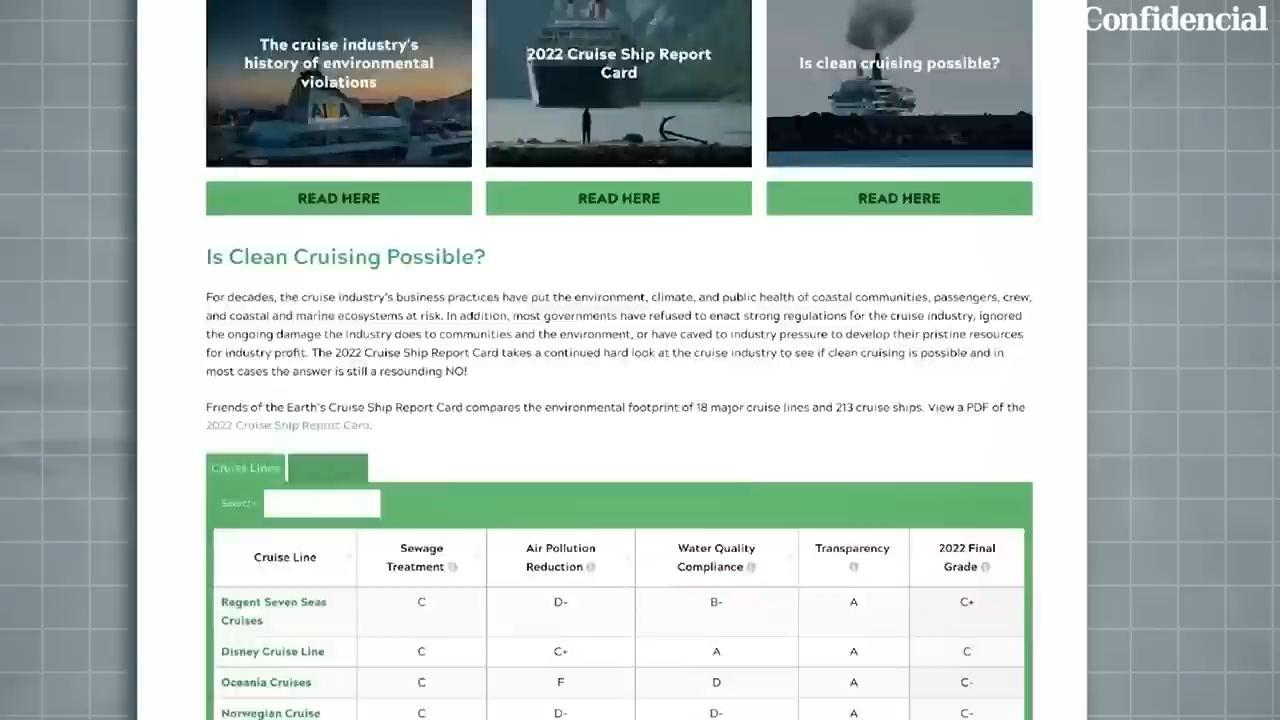 Confidencial
The cruise industry's
history of environmental
violations
2022 Cruise Ship Report
Card
Is clean cruising possible?
AIDA
READ HERE
READ HERE
READ HERE
Is Clean Cruising Possible?
For decades, the cruise industry's business practices have put the environment, climate, and public health of coastal communities, passengers, crew,
and coastal and marine ecosystems at risk. In addition, most governments have refused to enact strong regulations for the cruise industry, ignored
the ongoing damage the industry does to communities and the environment, or have caved to industry pressure to develop their pristine resources
for industry profit. The 2022 Cruise Ship Report Card takes a continued hard look at the cruise industry to see if clean cruising is possible and in
most cases the answer is still a resounding NO!
Friends of the Earth's Cruise Ship Report Card compares the environmental footprint of 18 major cruise lines and 213 cruise ships. View a PDF of the
2022 Cruise Ship Report Card.
Cruise Lines
Search:
Cruise Line Sewage Treatment Air Pollution Reduction Water Quality Compliance Transparency 2022 Final Grade
Regent Seven Seas Cruises C D- B- A C+
Disney Cruise Line C C+ A A C
Oceania Cruises C F D A C-
Norwegian Cruise C D- D- A C-